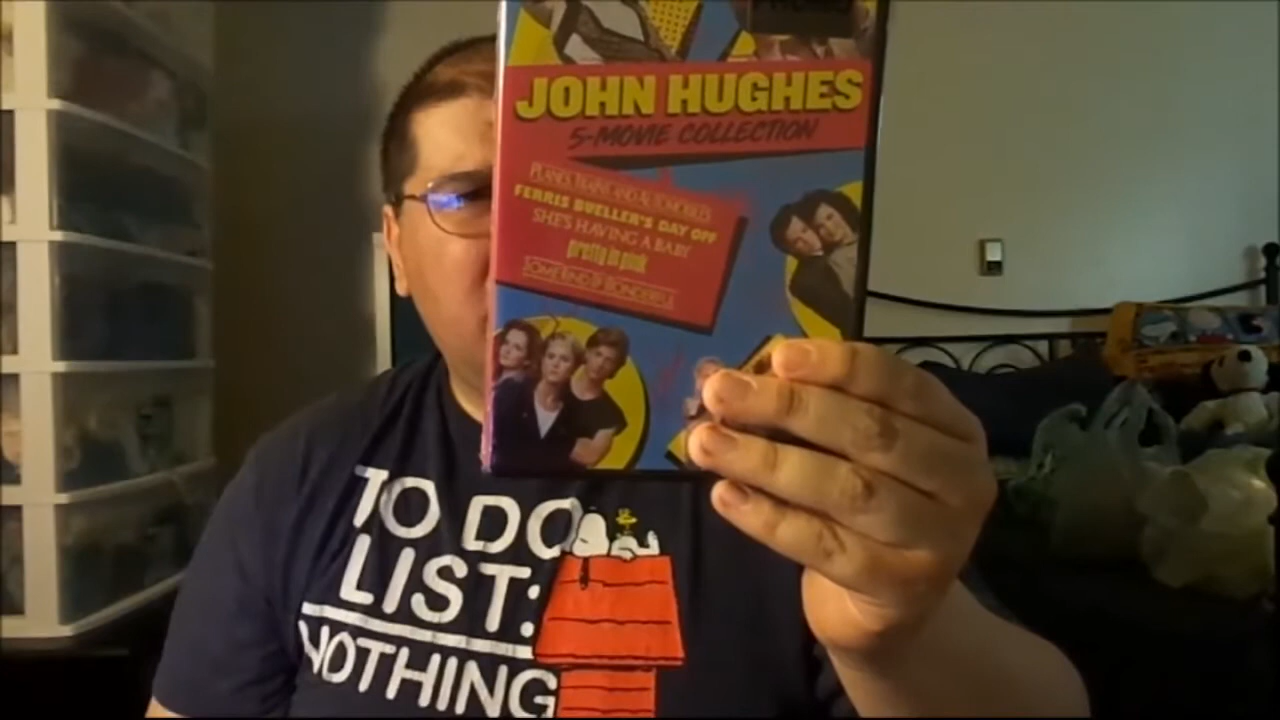 JOHN HUGHES
5-MOVIE COLLECTION
PLANES, TRAINS AND AUTOMOBILES
FERRIS BUELLER'S DAY OFF
SHE'S HAVING A BABY
pretty in pink
SOME KIND OF WONDERFUL
TO DO
LIST:
NOTHING